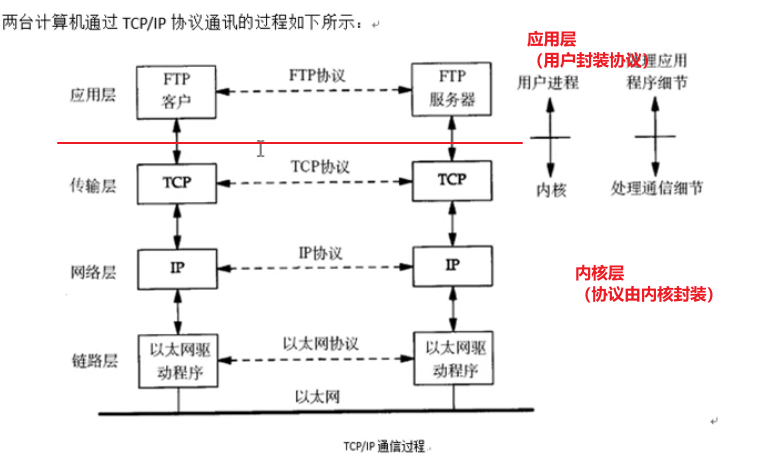 两台计算机通过 TCP/IP 协议通讯的过程如下所示：
应用层
（用户封装协议）
理应用
用户进程
程序细节
应用层
FTP
客户
FTP协议
FTP
服务器
传输层
TCP
TCP协议
TCP
内核
处理通信细节
网络层
IP
IP协议
IP
内核层
（协议由内核封装）
链路层
以太网驱
动程序
以太网协议
以太网驱
动程序
以太网
TCP/IP 通信过程